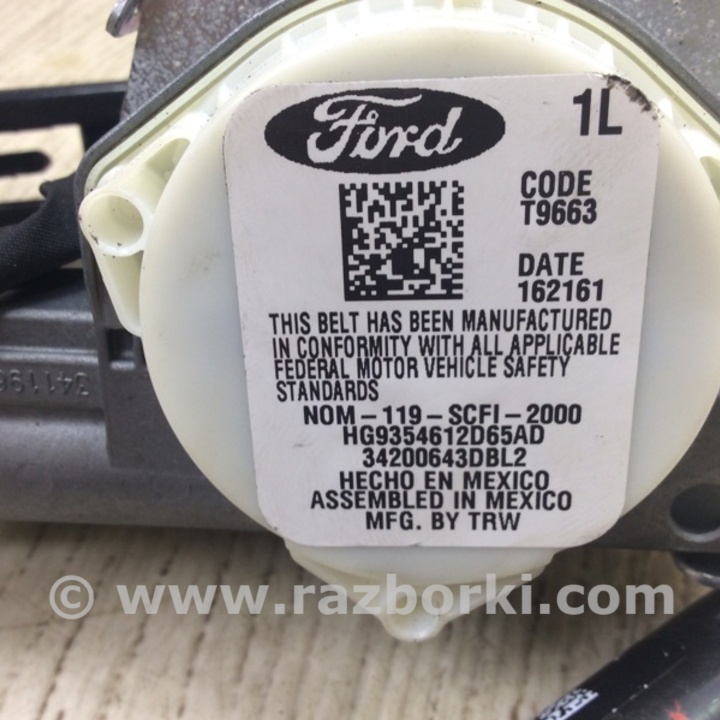 Ford
1L
CODE
T9663
DATE
162161
THIS BELT HAS BEEN MANUFACTURED
IN CONFORMITY WITH ALL APPLICABLE
FEDERAL MOTOR VEHICLE SAFETY
STANDARDS
NOM-119-SCFI-2000
HG9354612D65AD
34200643DBL2
HECHO EN MEXICO
ASSEMBLED IN MEXICO
MFG. BY TRW
© www.razborki.com